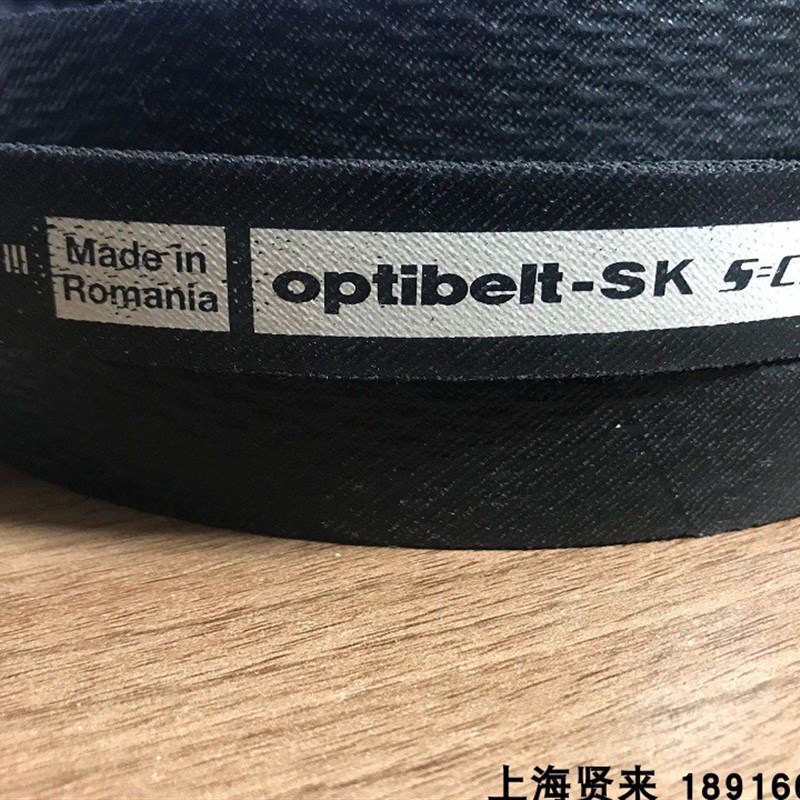 Made in
Romania
optibelt-SK S=C
上海贤来 18916